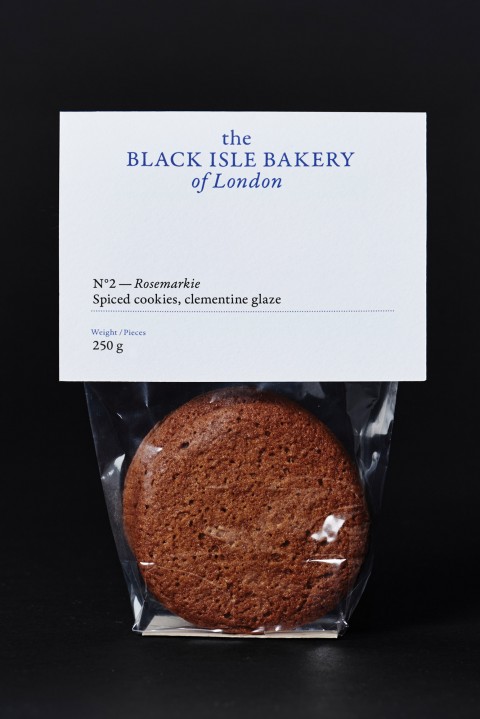 the
BLACK ISLE BAKERY
of London
N°2 — Rosemarkie
Spiced cookies, clementine glaze
Weight / Pieces
250 g